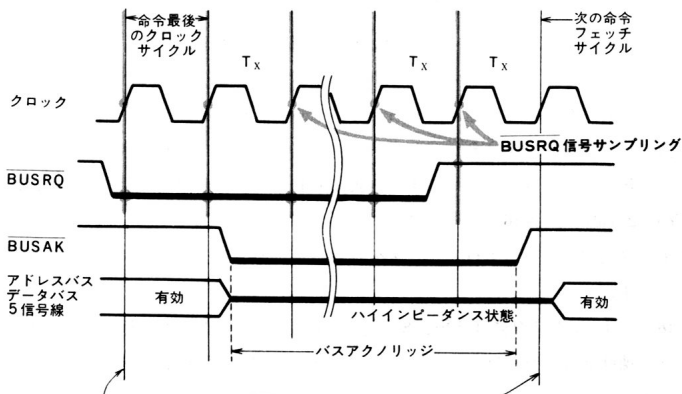 命令最後
のクロック
サイクル
次の命令
フェッチ
サイクル
TX
TX
TX
クロック
BUSRQ信号サンプリング
BUSRQ
BUSAK
アドレスバス
データバス
5信号線
有効
ハイインピーダンス状態
有効
バスアクノリッジ